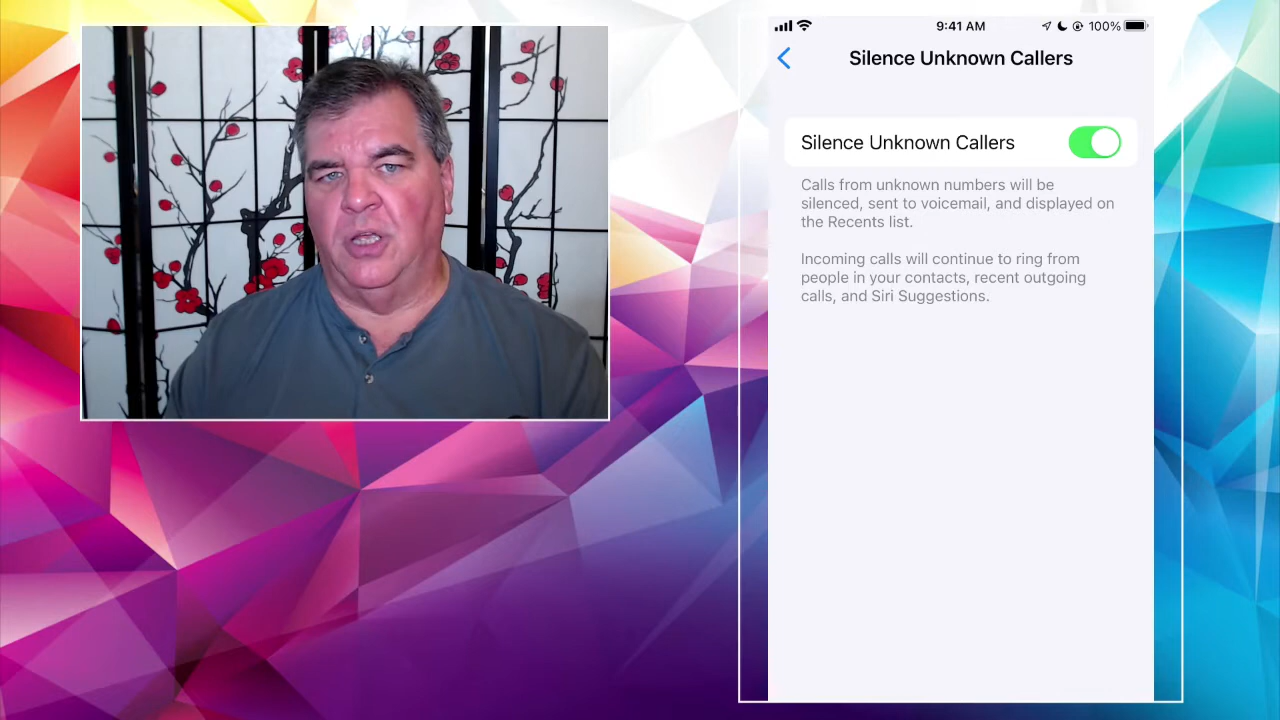 9:41 AM
100%
Silence Unknown Callers
Silence Unknown Callers
Calls from unknown numbers will be
silenced, sent to voicemail, and displayed on
the Recents list.
Incoming calls will continue to ring from
people in your contacts, recent outgoing
calls, and Siri Suggestions.